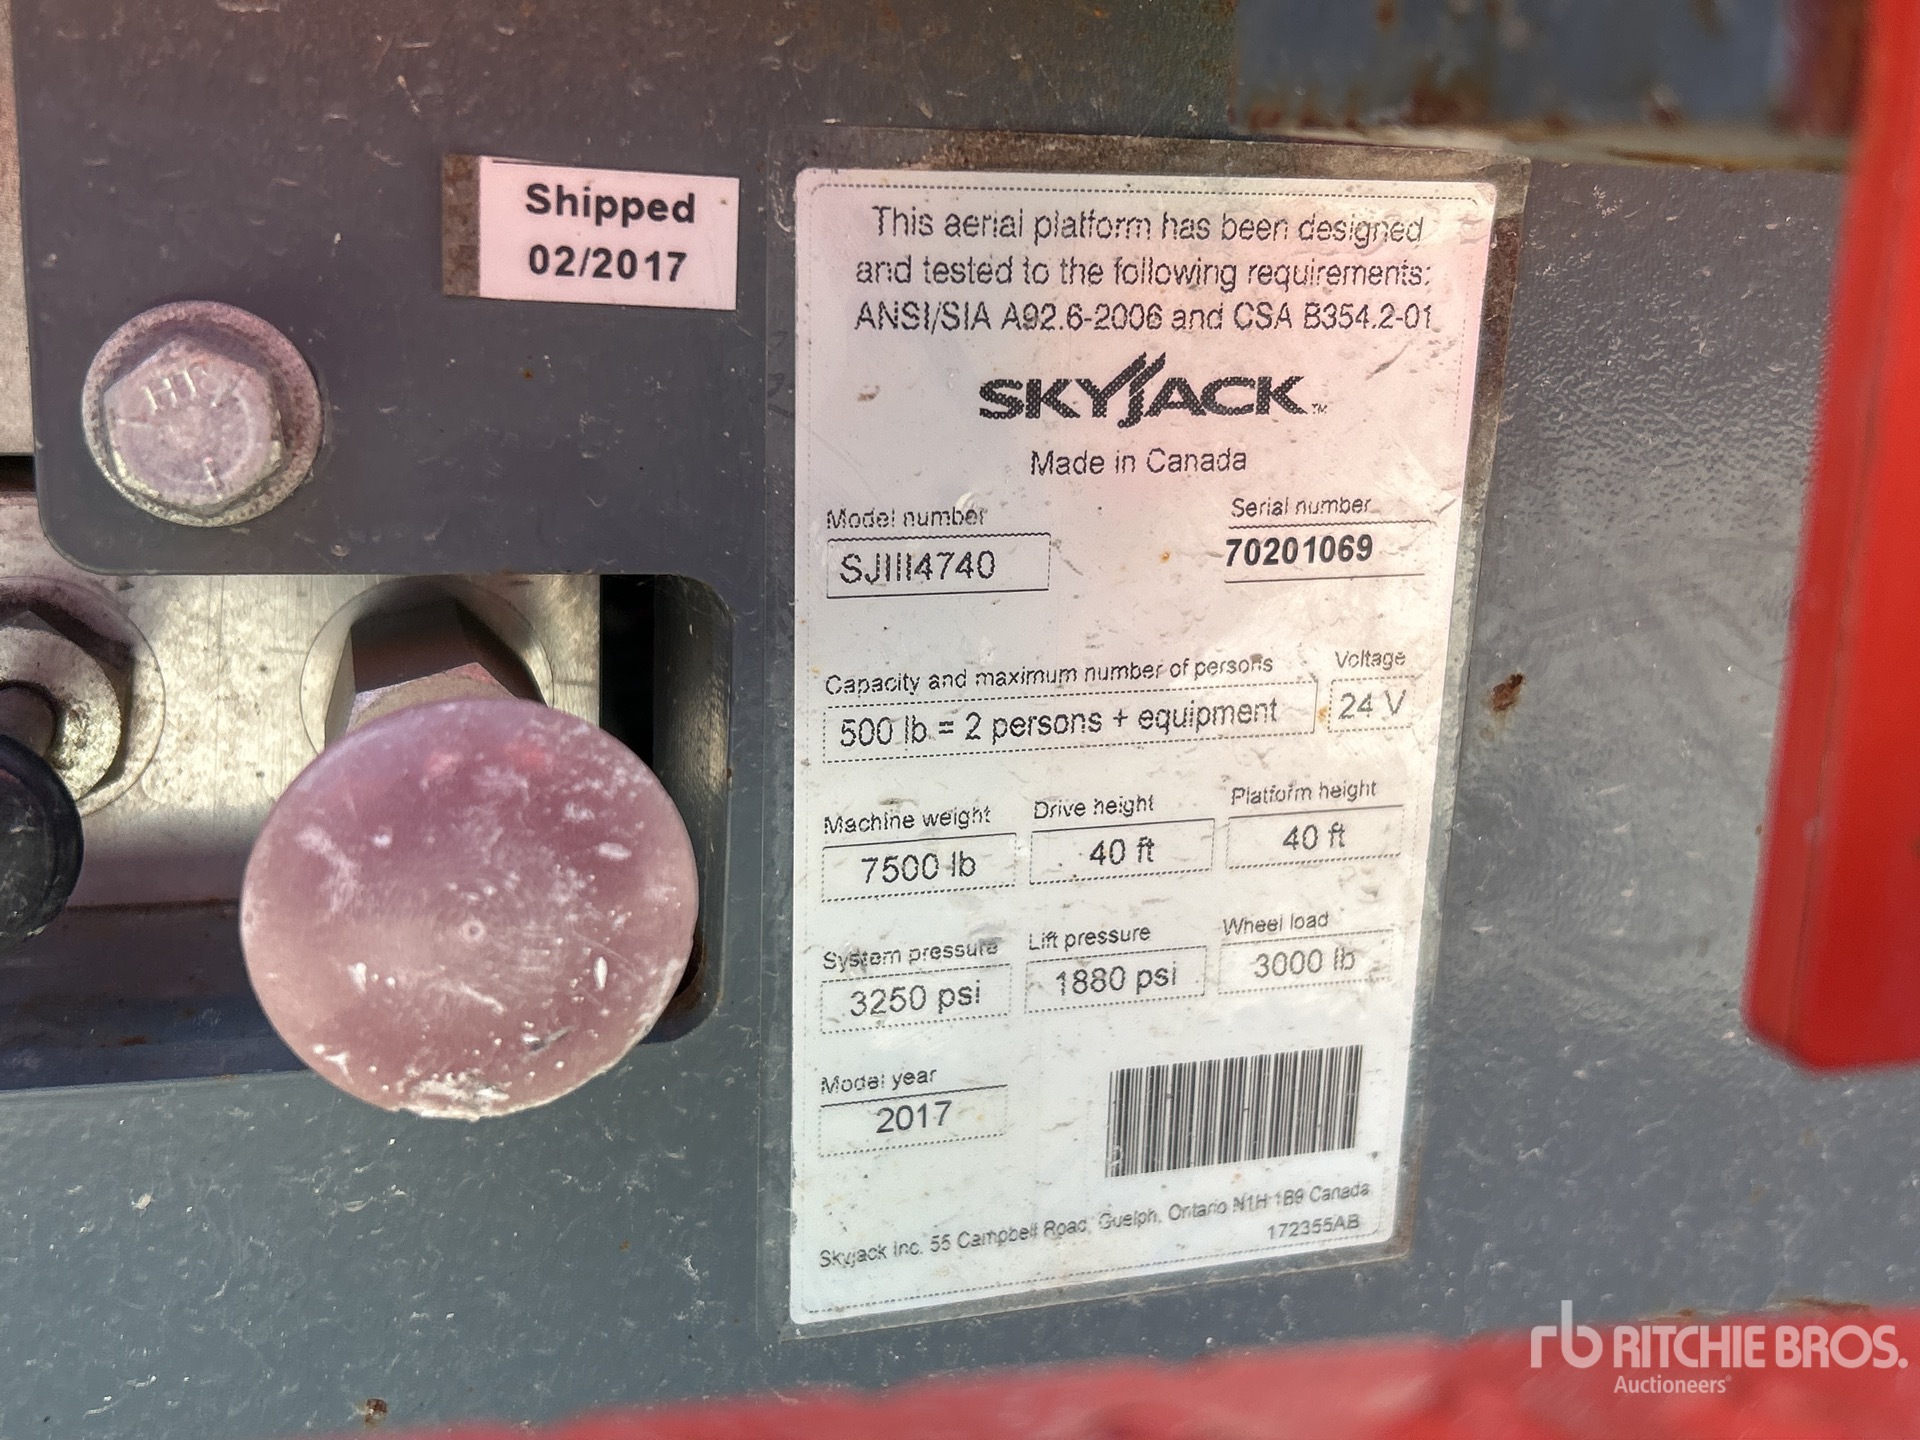 Shipped
02/2017
This aerial platform has been designed
and tested to the following requirements:
ANSI/SIA A92.6-2006 and CSA B354.2-01
SKYJACK™
Made in Canada
Model number
SJIII4740
Serial number
70201069
Capacity and maximum number of persons
500 lb = 2 persons + equipment
Voltage
24 V
Machine weight
7500 lb
Drive height
40 ft
Platform height
40 ft
System pressure
3250 psi
Lift pressure
1880 psi
Wheel load
3000 lb
Model year
2017
Skyjack Inc. 55 Campbell Road, Guelph, Ontario N1H 1B9 Canada
172355AB
rb RITCHIE BROS.
Auctioneers